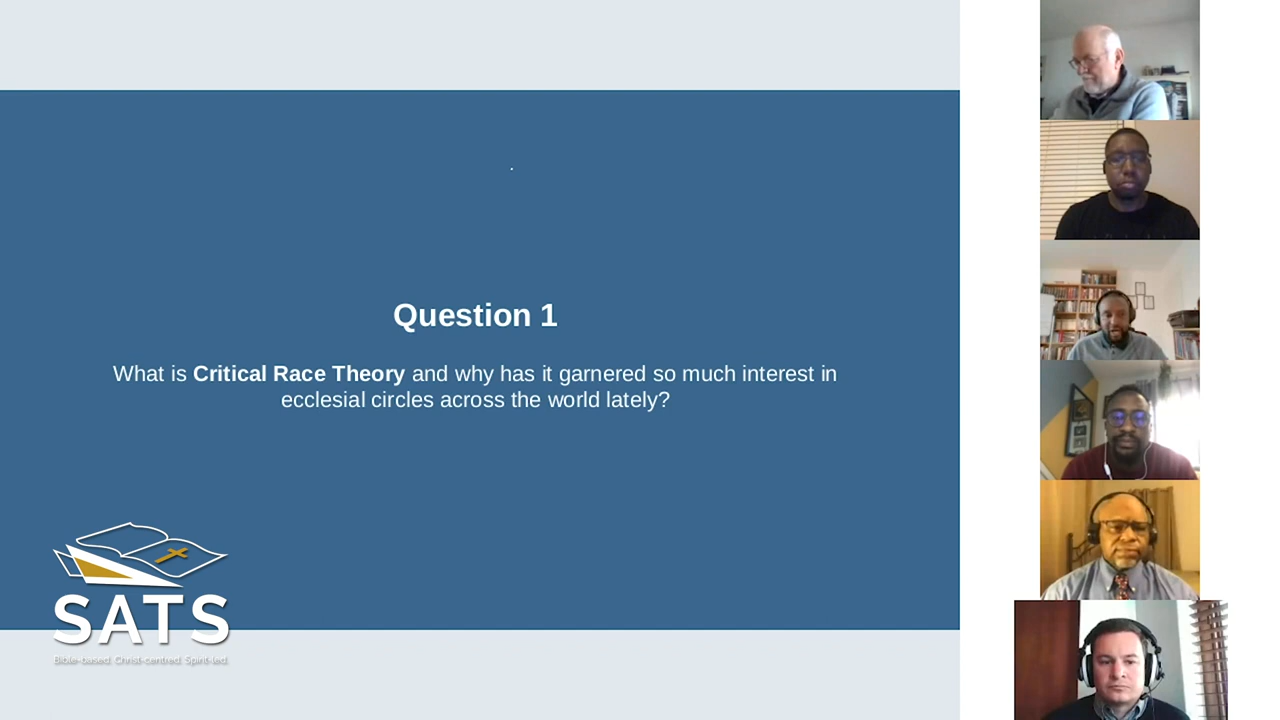 Question 1
What is Critical Race Theory and why has it garnered so much interest in
ecclesial circles across the world lately?
SATS
Bible-based. Christ-centred. Spirit-led.